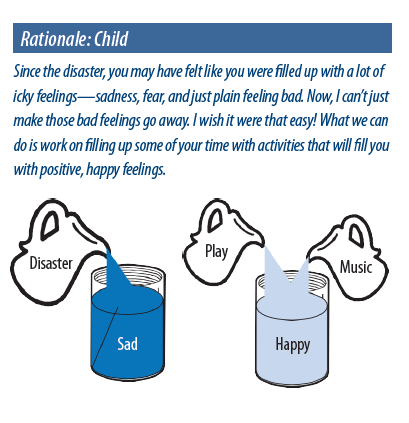 Rationale: Child
Since the disaster, you may have felt like you were filled up with a lot of
icky feelings—sadness, fear, and just plain feeling bad. Now, I can't just
make those bad feelings go away. I wish it were that easy! What we can
do is work on filling up some of your time with activities that will fill you
with positive, happy feelings.
Disaster
Play
Music
Sad
Happy